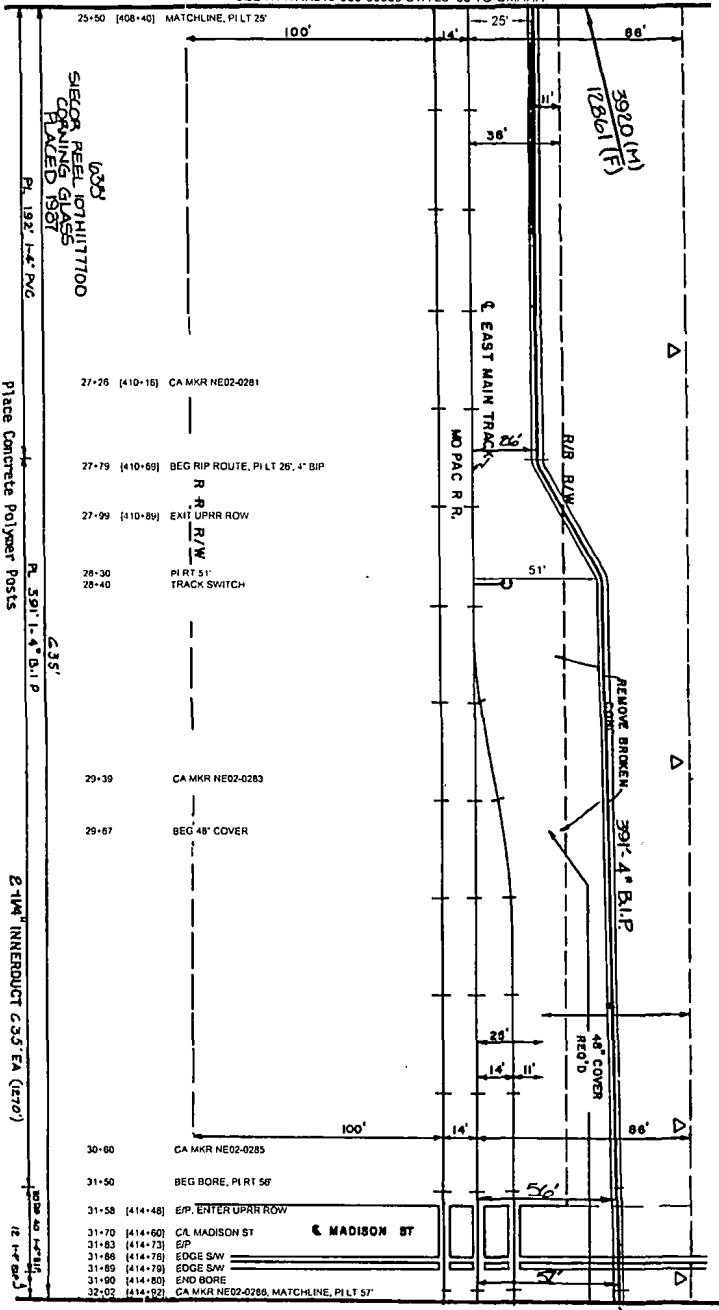 25+50 [408+40] MATCHLINE, PI LT 25'
100'
14'
25'
86'
11'
36'
3920 (M)
12861 (F)
635'
SIECOR REEL 107H1177700
CORNING GLASS
PLACED 1987
PL 192' 1-4" PVC
Place Concrete Polymer Posts
27+26 [410+16] CA MKR NE02-0281
27+79 [410+69] BEG RIP ROUTE, PI LT 26', 4" BIP
27+99 [410+89] EXIT UPRR ROW
R R R/W
28+30 PI RT 51'
28+40 TRACK SWITCH
29+39 CA MKR NE02-0283
29+67 BEG 48" COVER
℄ EAST MAIN TRACK
MO PAC R R.
26'
R/R R/W
51'
REMOVE BROKEN
CONC
391'-4" B.I.P.
635'
PL 391' 1-4" B.I.P
2-1 1/4" INNERDUCT 635' EA (1270')
48" COVER
REQ'D
25'
14'
11'
100'
14'
86'
30+60 CA MKR NE02-0285
31+50 BEG BORE, PI RT 56'
56'
31+58 [414+48] E/P, ENTER UPRR ROW
31+70 [414+60] C/L MADISON ST
31+83 [414+73] E/P
31+86 [414+76] EDGE S/W
31+89 [414+79] EDGE S/W
31+90 [414+80] END BORE
32+02 [414+92] CA MKR NE02-0286, MATCHLINE, PI LT 57'
℄ MADISON ST
57'